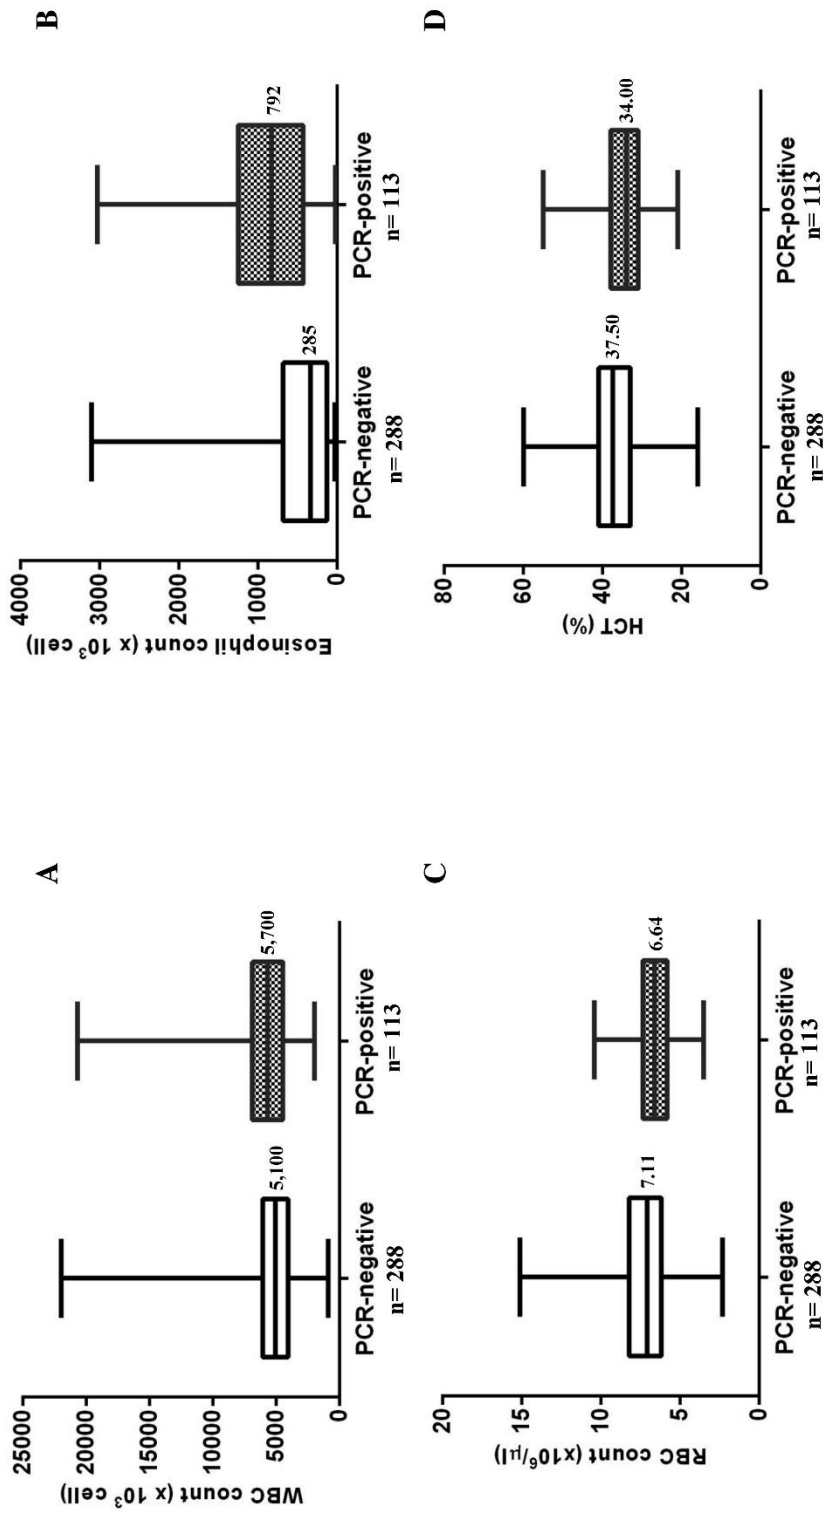 A
WBC count (x 10³ cell)
25000
20000
15000
10000
5000
0
5,100
5,700
PCR-negative
PCR-positive
n= 288
n= 113
B
Eosinophil count (x 10³ cell)
4000
3000
2000
1000
0
285
792
PCR-negative
PCR-positive
n= 288
n= 113
C
RBC count (x10⁶/µl)
20
15
10
5
0
7.11
6.64
PCR-negative
PCR-positive
n= 288
n= 113
D
HCT (%)
80
60
40
20
0
37.50
34.00
PCR-negative
PCR-positive
n= 288
n= 113